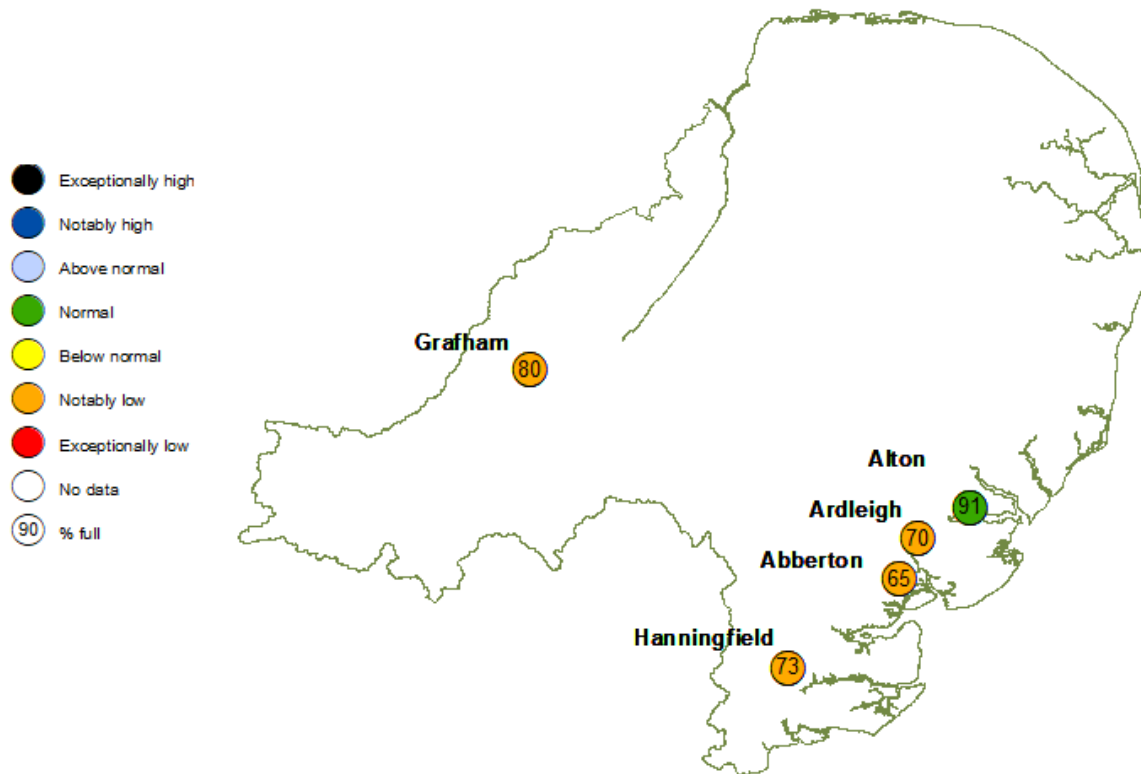 Exceptionally high
Notably high
Above normal
Normal
Below normal
Notably low
Exceptionally low
No data
90 % full
Grafham
80
Alton
91
Ardleigh
70
Abberton
65
Hanningfield
73